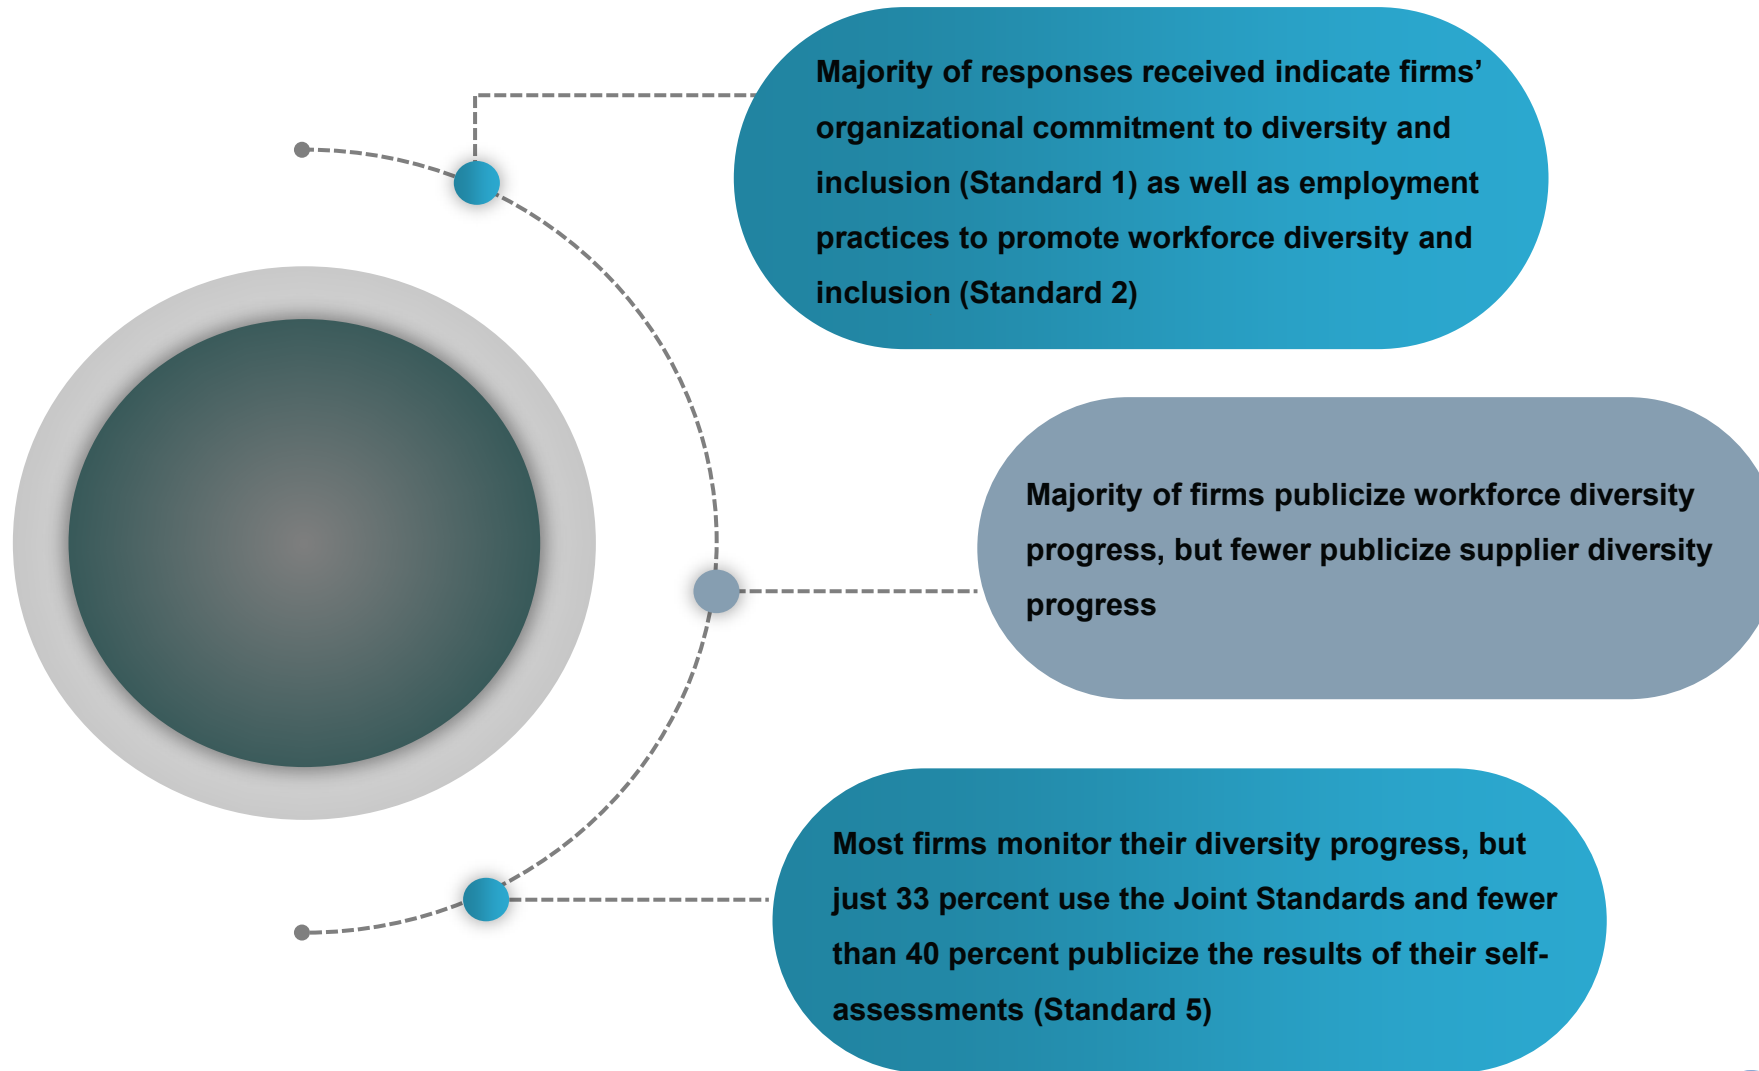 Majority of responses received indicate firms’
organizational commitment to diversity and
inclusion (Standard 1) as well as employment
practices to promote workforce diversity and
inclusion (Standard 2)
Majority of firms publicize workforce diversity
progress, but fewer publicize supplier diversity
progress
Most firms monitor their diversity progress, but
just 33 percent use the Joint Standards and fewer
than 40 percent publicize the results of their self-
assessments (Standard 5)